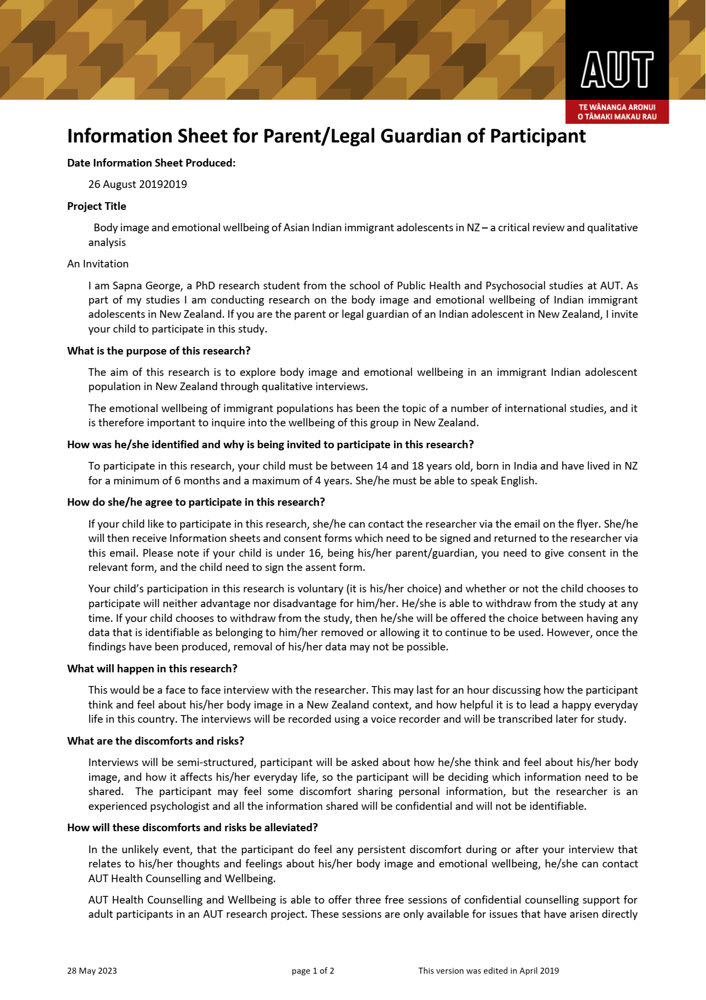 AUT
TE WĀNANGA ARONUI
O TĀMAKI MAKAU RAU
Information Sheet for Parent/Legal Guardian of Participant
Date Information Sheet Produced:
26 August 20192019
Project Title
Body image and emotional wellbeing of Asian Indian immigrant adolescents in NZ – a critical review and qualitative
analysis
An Invitation
I am Sapna George, a PhD research student from the school of Public Health and Psychosocial studies at AUT. As
part of my studies I am conducting research on the body image and emotional wellbeing of Indian immigrant
adolescents in New Zealand. If you are the parent or legal guardian of an Indian adolescent in New Zealand, I invite
your child to participate in this study.
What is the purpose of this research?
The aim of this research is to explore body image and emotional wellbeing in an immigrant Indian adolescent
population in New Zealand through qualitative interviews.
The emotional wellbeing of immigrant populations has been the topic of a number of international studies, and it
is therefore important to inquire into the wellbeing of this group in New Zealand.
How was he/she identified and why is being invited to participate in this research?
To participate in this research, your child must be between 14 and 18 years old, born in India and have lived in NZ
for a minimum of 6 months and a maximum of 4 years. She/he must be able to speak English.
How do she/he agree to participate in this research?
If your child like to participate in this research, she/he can contact the researcher via the email on the flyer. She/he
will then receive Information sheets and consent forms which need to be signed and returned to the researcher via
this email. Please note if your child is under 16, being his/her parent/guardian, you need to give consent in the
relevant form, and the child need to sign the assent form.
Your child’s participation in this research is voluntary (it is his/her choice) and whether or not the child chooses to
participate will neither advantage nor disadvantage for him/her. He/she is able to withdraw from the study at any
time. If your child chooses to withdraw from the study, then he/she will be offered the choice between having any
data that is identifiable as belonging to him/her removed or allowing it to continue to be used. However, once the
findings have been produced, removal of his/her data may not be possible.
What will happen in this research?
This would be a face to face interview with the researcher. This may last for an hour discussing how the participant
think and feel about his/her body image in a New Zealand context, and how helpful it is to lead a happy everyday
life in this country. The interviews will be recorded using a voice recorder and will be transcribed later for study.
What are the discomforts and risks?
Interviews will be semi-structured, participant will be asked about how he/she think and feel about his/her body
image, and how it affects his/her everyday life, so the participant will be deciding which information need to be
shared. The participant may feel some discomfort sharing personal information, but the researcher is an
experienced psychologist and all the information shared will be confidential and will not be identifiable.
How will these discomforts and risks be alleviated?
In the unlikely event, that the participant do feel any persistent discomfort during or after your interview that
relates to his/her thoughts and feelings about his/her body image and emotional wellbeing, he/she can contact
AUT Health Counselling and Wellbeing.
AUT Health Counselling and Wellbeing is able to offer three free sessions of confidential counselling support for
adult participants in an AUT research project. These sessions are only available for issues that have arisen directly
28 May 2023 page 1 of 2 This version was edited in April 2019